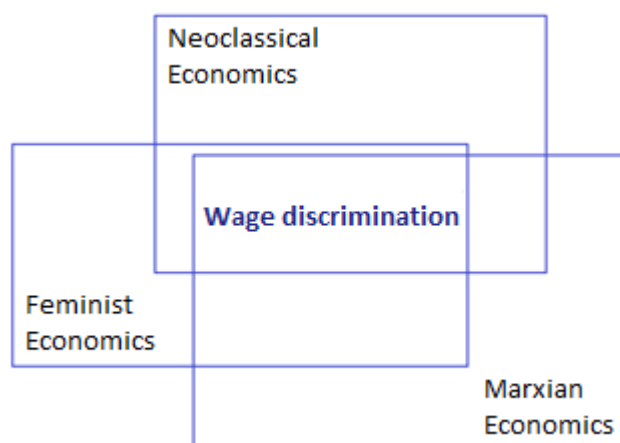 Neoclassical
Economics
Wage discrimination
Feminist
Economics
Marxian
Economics